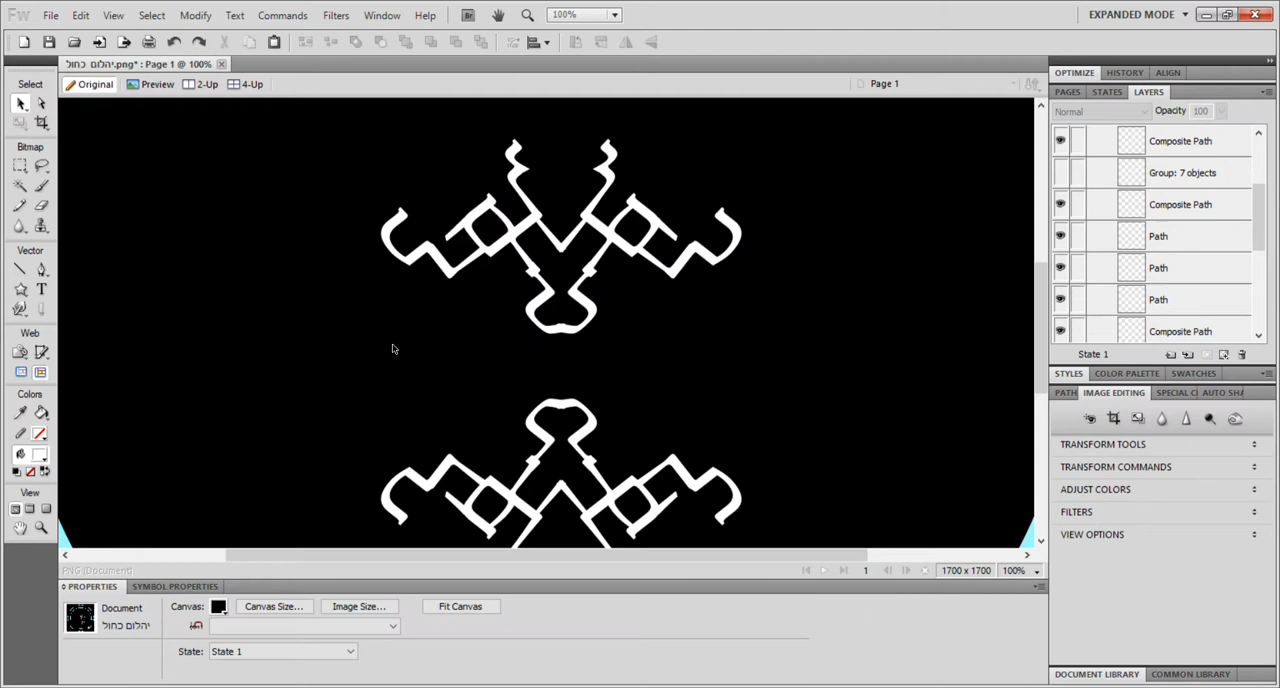 Fw File Edit View Select Modify Text Commands Filters Window Help Br 100% EXPANDED MODE
יהלום כחול.png* : Page 1 @ 100%
Original Preview 2-Up 4-Up Page 1
Select
Bitmap
Vector
T
Web
Colors
View
OPTIMIZE HISTORY ALIGN
PAGES STATES LAYERS
Normal Opacity 100
Composite Path
Group: 7 objects
Composite Path
Path
Path
Path
Composite Path
State 1
STYLES COLOR PALETTE SWATCHES
PATH IMAGE EDITING SPECIAL C AUTO SHA
TRANSFORM TOOLS
TRANSFORM COMMANDS
ADJUST COLORS
FILTERS
VIEW OPTIONS
PNG (Document) 1 1700 x 1700 100%
PROPERTIES SYMBOL PROPERTIES
Document Canvas: Canvas Size... Image Size... Fit Canvas
יהלום כחול
State: State 1
DOCUMENT LIBRARY COMMON LIBRARY